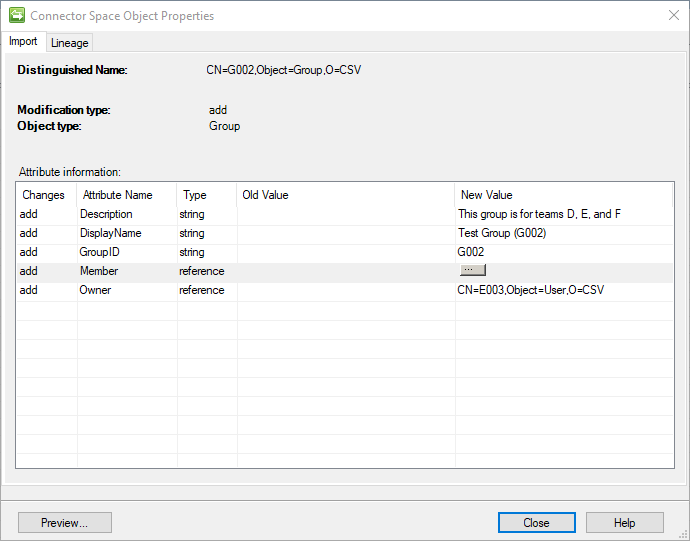 Connector Space Object Properties
Import Lineage
Distinguished Name: CN=G002,Object=Group,O=CSV
Modification type: add
Object type: Group
Attribute information:
Changes Attribute Name Type Old Value New Value
add Description string This group is for teams D, E, and F
add DisplayName string Test Group (G002)
add GroupID string G002
add Member reference ...
add Owner reference CN=E003,Object=User,O=CSV
Preview... Close Help